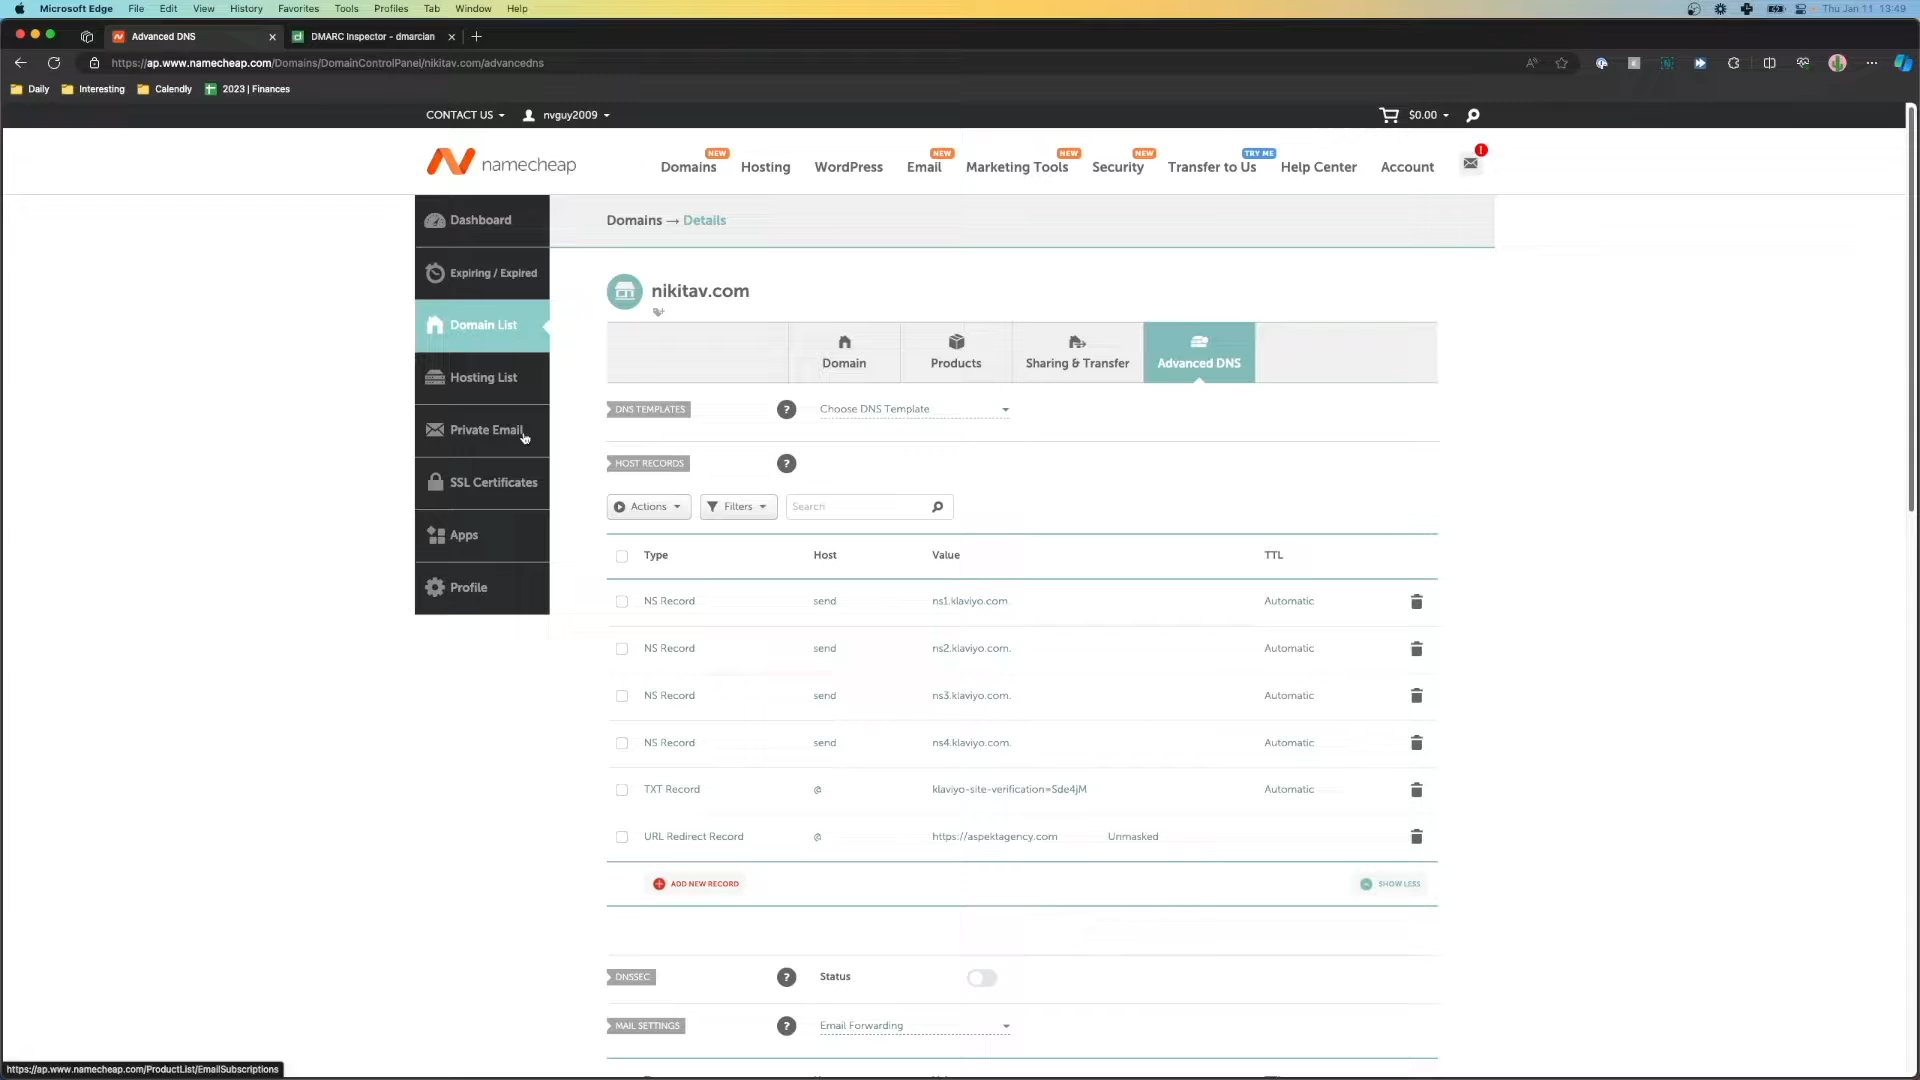 Microsoft Edge File Edit View History Favorites Tools Profiles Tab Window Help Thu Jan 11 13:49
Advanced DNS DMARC Inspector - dmarcian
https://ap.www.namecheap.com/Domains/DomainControlPanel/nikitav.com/advancedns
Daily Interesting Calendly 2023 | Finances
CONTACT US nvguy2009 $0.00
NEW NEW NEW NEW TRY ME
namecheap Domains Hosting WordPress Email Marketing Tools Security Transfer to Us Help Center Account
Dashboard
Expiring / Expired
Domain List
Hosting List
Private Email
SSL Certificates
Apps
Profile
Domains → Details
nikitav.com
Domain Products Sharing & Transfer Advanced DNS
DNS TEMPLATES ? Choose DNS Template
HOST RECORDS ?
Actions Filters Search
Type Host Value TTL
NS Record send ns1.klaviyo.com. Automatic
NS Record send ns2.klaviyo.com. Automatic
NS Record send ns3.klaviyo.com. Automatic
NS Record send ns4.klaviyo.com. Automatic
TXT Record @ klaviyo-site-verification=Sde4jM Automatic
URL Redirect Record @ https://aspektagency.com Unmasked
ADD NEW RECORD SHOW LESS
DNSSEC ? Status
MAIL SETTINGS ? Email Forwarding
https://ap.www.namecheap.com/ProductList/EmailSubscriptions